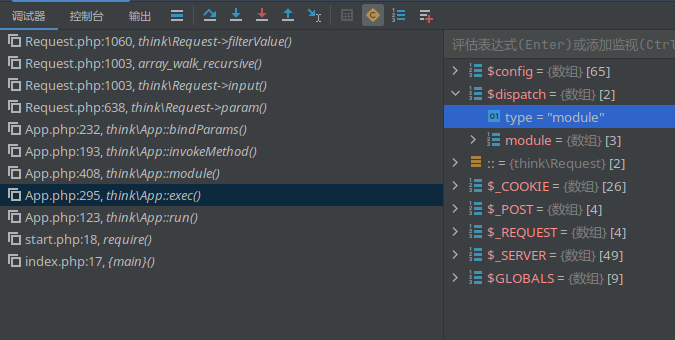 调试器 控制台 输出
Request.php:1060, think\Request->filterValue()
Request.php:1003, array_walk_recursive()
Request.php:1003, think\Request->input()
Request.php:638, think\Request->param()
App.php:232, think\App::bindParams()
App.php:193, think\App::invokeMethod()
App.php:408, think\App::module()
App.php:295, think\App::exec()
App.php:123, think\App::run()
start.php:18, require()
index.php:17, {main}()
评估表达式(Enter)或添加监视(Ctrl
$config = {数组} [65]
$dispatch = {数组} [2]
type = "module"
module = {数组} [3]
:: = {think\Request} [2]
$_COOKIE = {数组} [26]
$_POST = {数组} [4]
$_REQUEST = {数组} [4]
$_SERVER = {数组} [49]
$GLOBALS = {数组} [9]